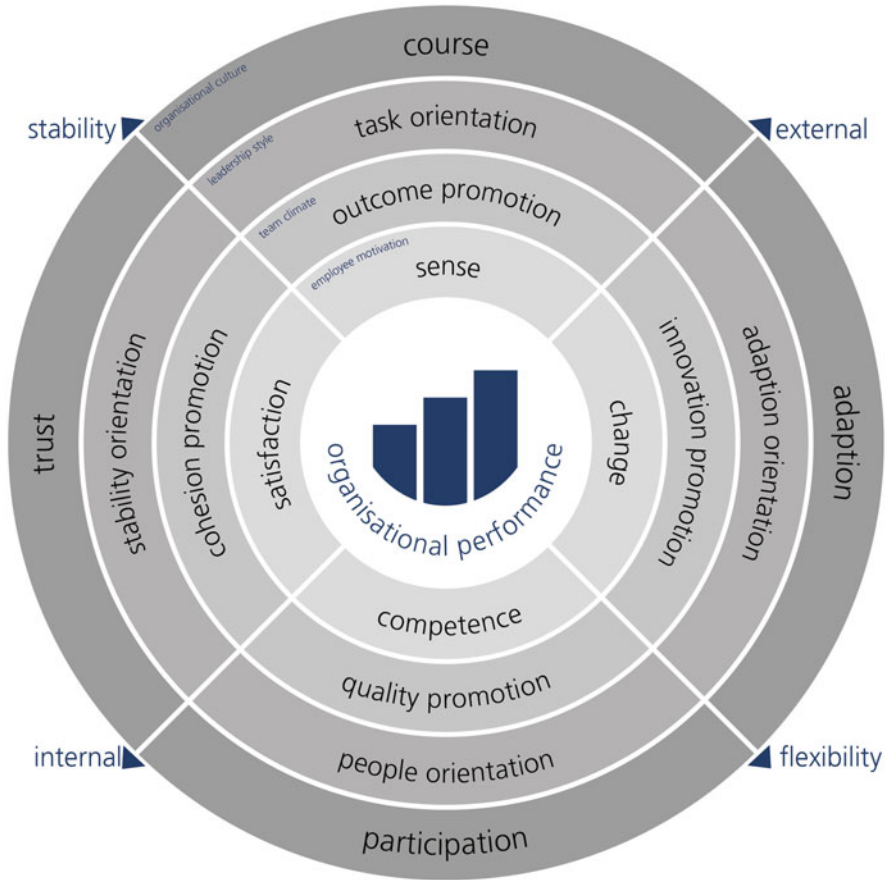 course
organisational culture
stability
external
task orientation
leadership style
outcome promotion
team climate
employee motivation
sense
trust
stability orientation
cohesion promotion
satisfaction
organisational performance
change
innovation promotion
adaption orientation
adaption
competence
quality promotion
internal
flexibility
people orientation
participation